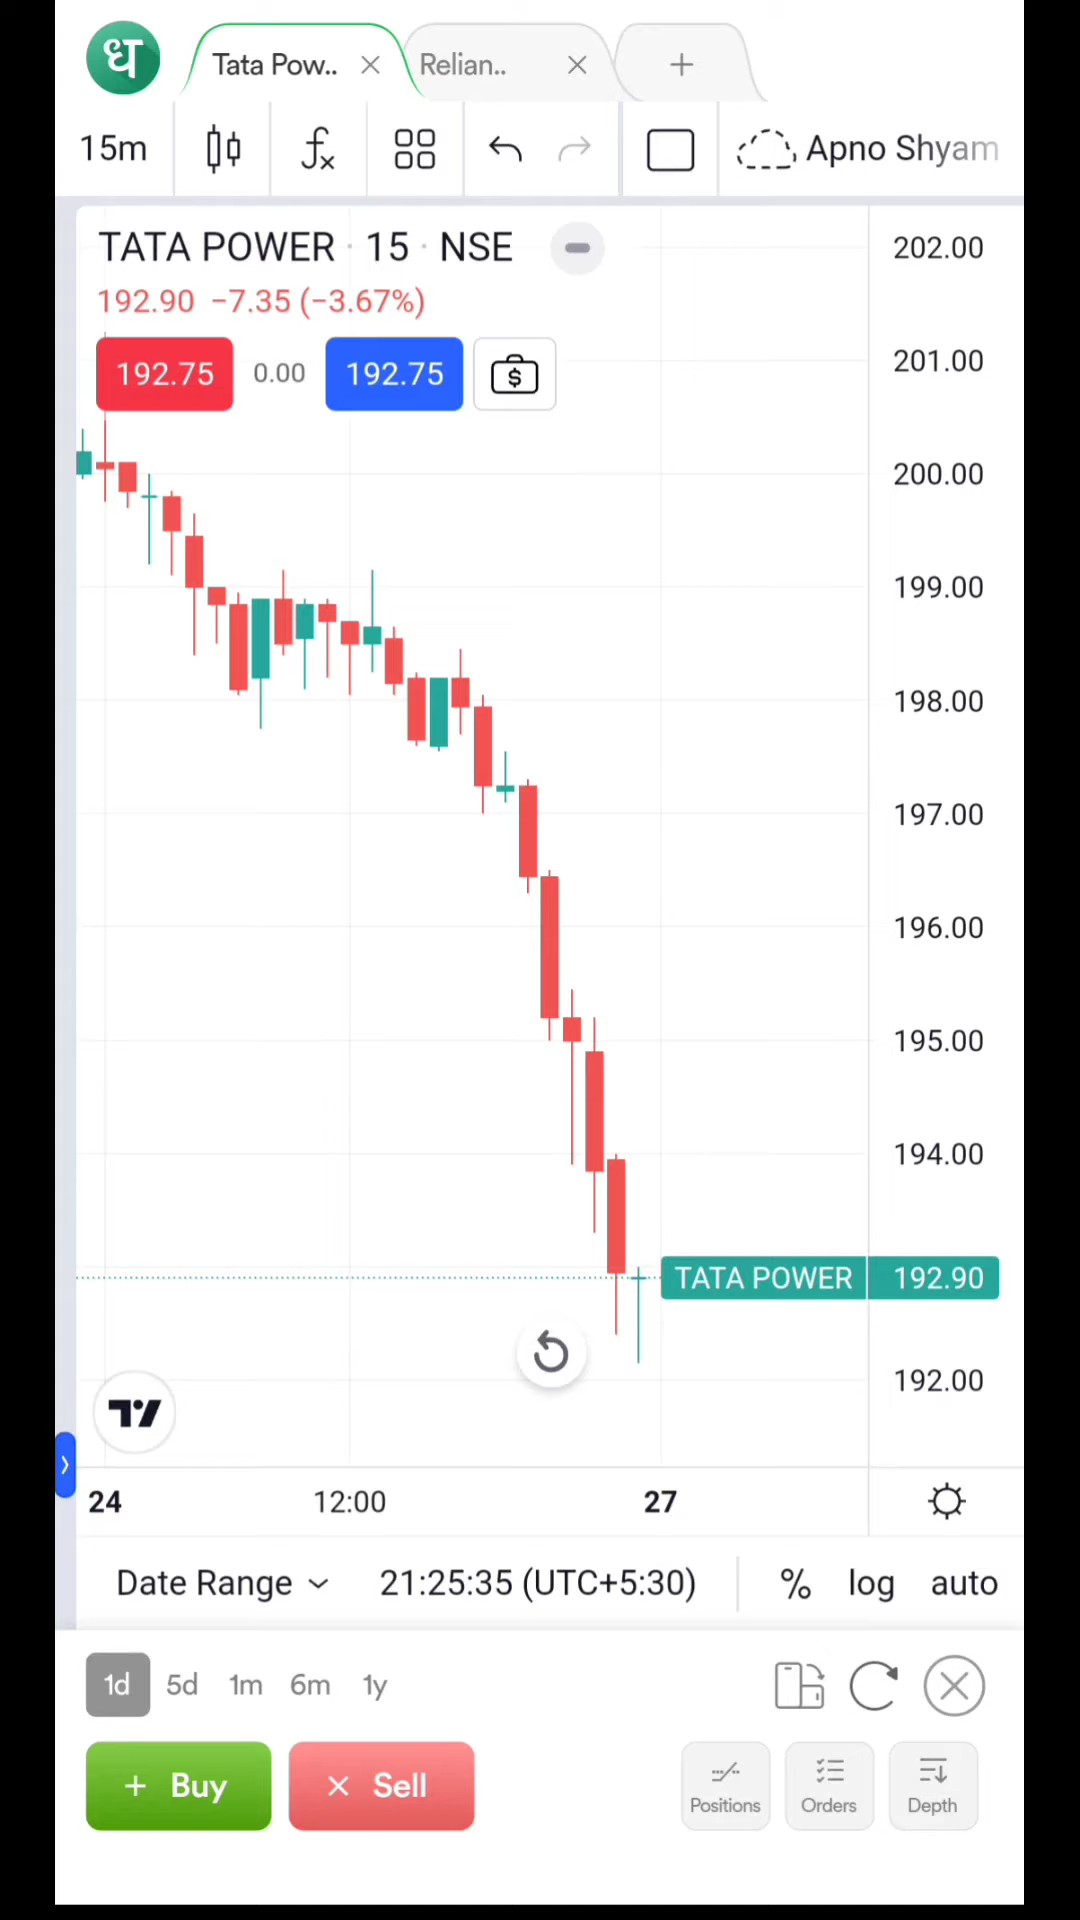 ध
Tata Pow..
Relian..
15m
Apno Shyam
TATA POWER · 15 · NSE
192.90 −7.35 (−3.67%)
192.75 0.00 192.75
202.00
201.00
200.00
199.00
198.00
197.00
196.00
195.00
194.00
TATA POWER 192.90
192.00
24 12:00 27
Date Range 21:25:35 (UTC+5:30) % log auto
1d 5d 1m 6m 1y
+ Buy
× Sell
Positions
Orders
Depth